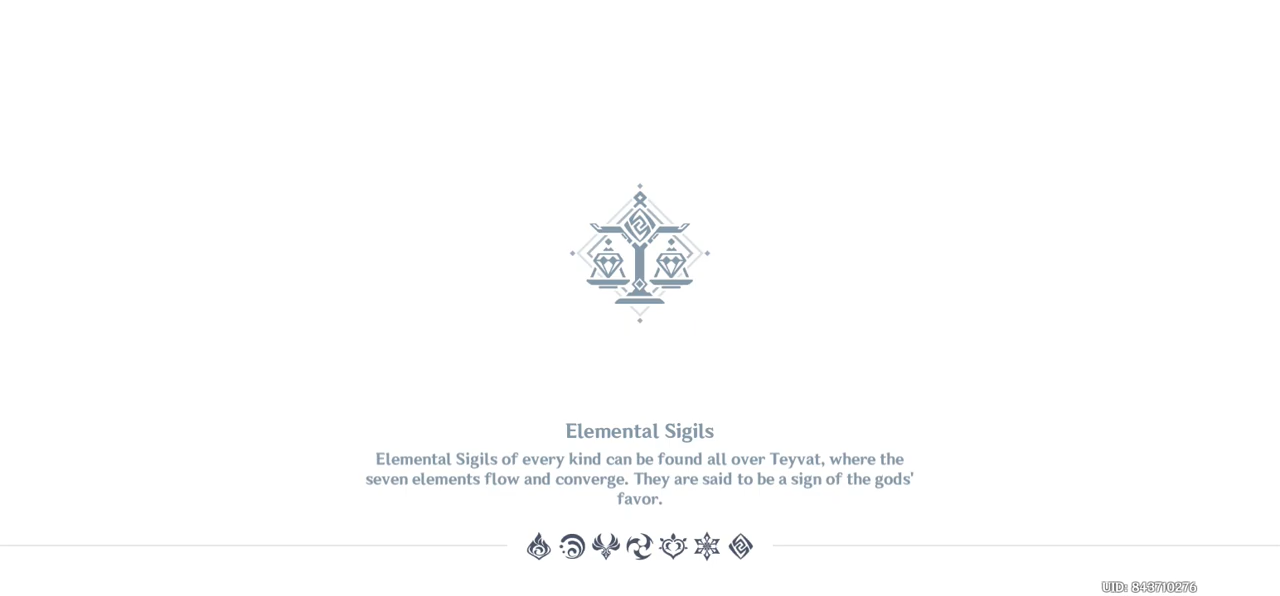 Elemental Sigils
Elemental Sigils of every kind can be found all over Teyvat, where the
seven elements flow and converge. They are said to be a sign of the gods'
favor.
UID: 843710276